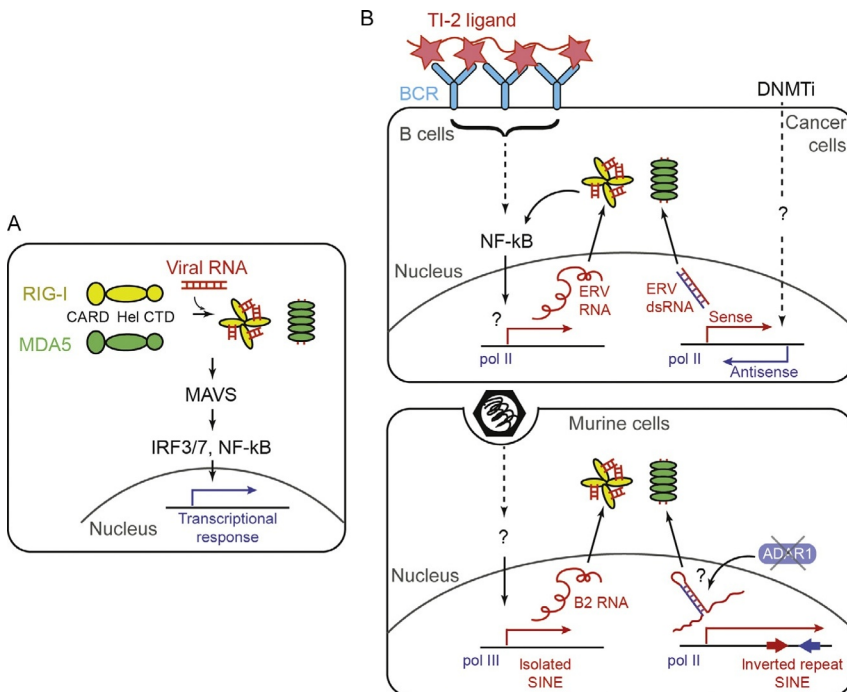 A
RIG-I
Viral RNA
CARD Hel CTD
MDA5
MAVS
IRF3/7, NF-kB
Nucleus
Transcriptional
response
B
TI-2 ligand
BCR
DNMTi
B cells
Cancer
cells
?
NF-kB
Nucleus
ERV
RNA
ERV
dsRNA
?
Sense
pol II
pol II
Antisense
Murine cells
?
Nucleus
ADAR1
?
B2 RNA
pol III
Isolated
SINE
pol II
Inverted repeat
SINE